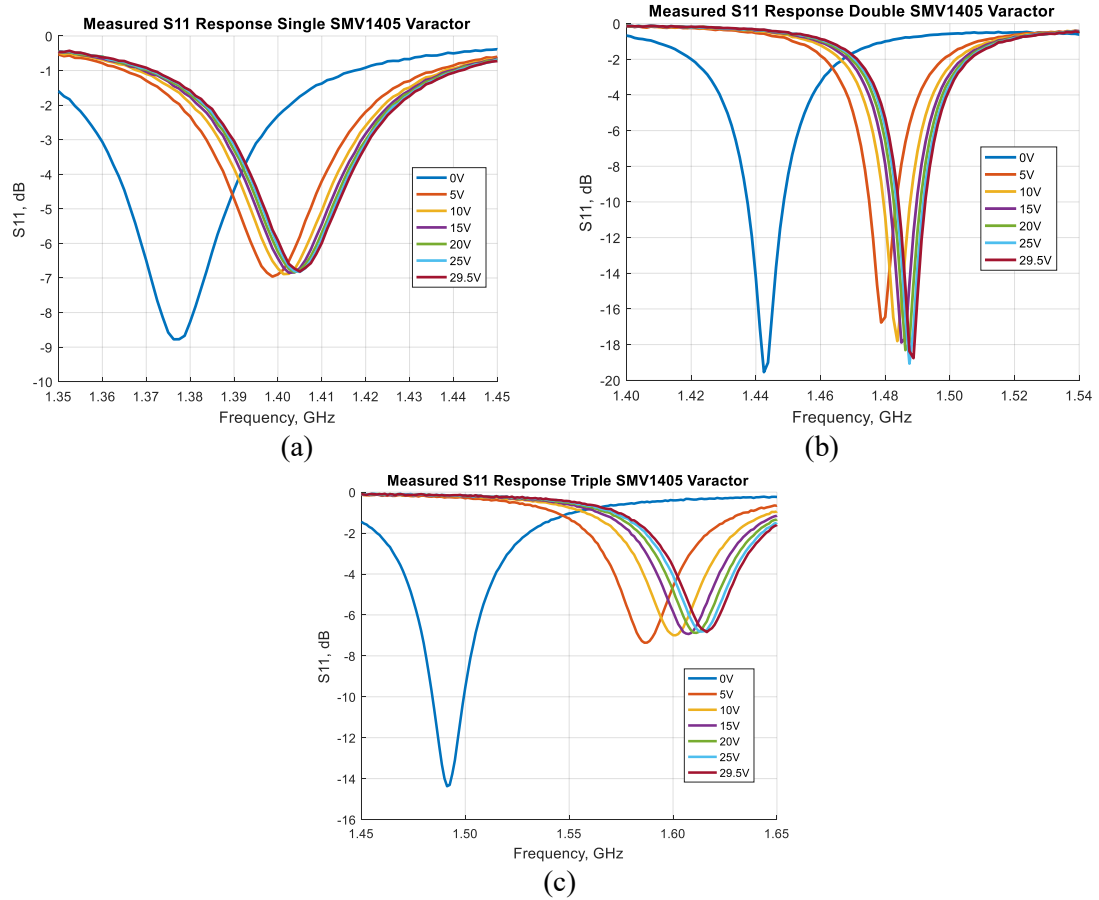 Measured S11 Response Single SMV1405 Varactor
0
-1
-2
-3
-4
-5
-6
-7
-8
-9
-10
S11, dB
1.35 1.36 1.37 1.38 1.39 1.40 1.41 1.42 1.43 1.44 1.45
Frequency, GHz
0V
5V
10V
15V
20V
25V
29.5V
(a)
Measured S11 Response Double SMV1405 Varactor
0
-2
-4
-6
-8
-10
-12
-14
-16
-18
-20
S11, dB
1.40 1.42 1.44 1.46 1.48 1.50 1.52 1.54
Frequency, GHz
0V
5V
10V
15V
20V
25V
29.5V
(b)
Measured S11 Response Triple SMV1405 Varactor
0
-2
-4
-6
-8
-10
-12
-14
-16
S11, dB
1.45 1.50 1.55 1.60 1.65
Frequency, GHz
0V
5V
10V
15V
20V
25V
29.5V
(c)